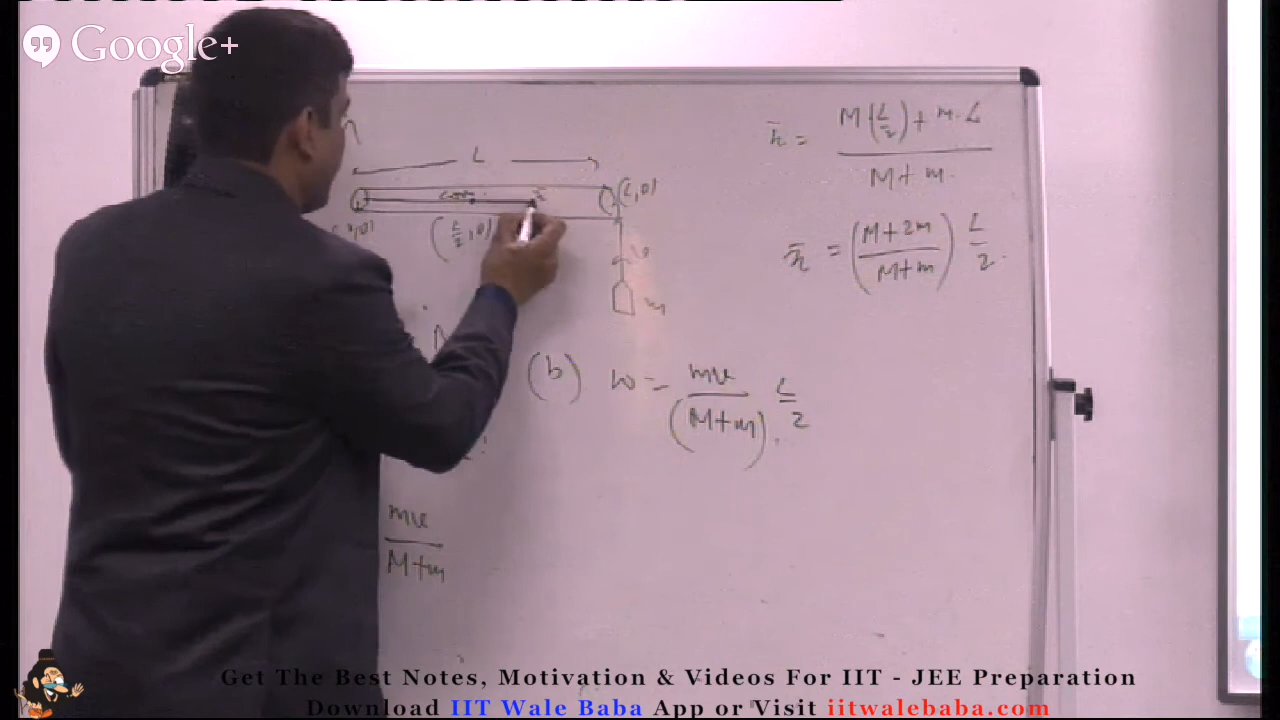 Google+
L
(L,0)
(L/2, 0)
m
x̄ = M(L/2) + m·L / M+m
x̄ = (M+2m / M+m) L/2
(b) ω = mv / (M+m) · L/2
mv / M+m
Get The Best Notes, Motivation & Videos For IIT - JEE Preparation
Download IIT Wale Baba App or Visit iitwalebaba.com